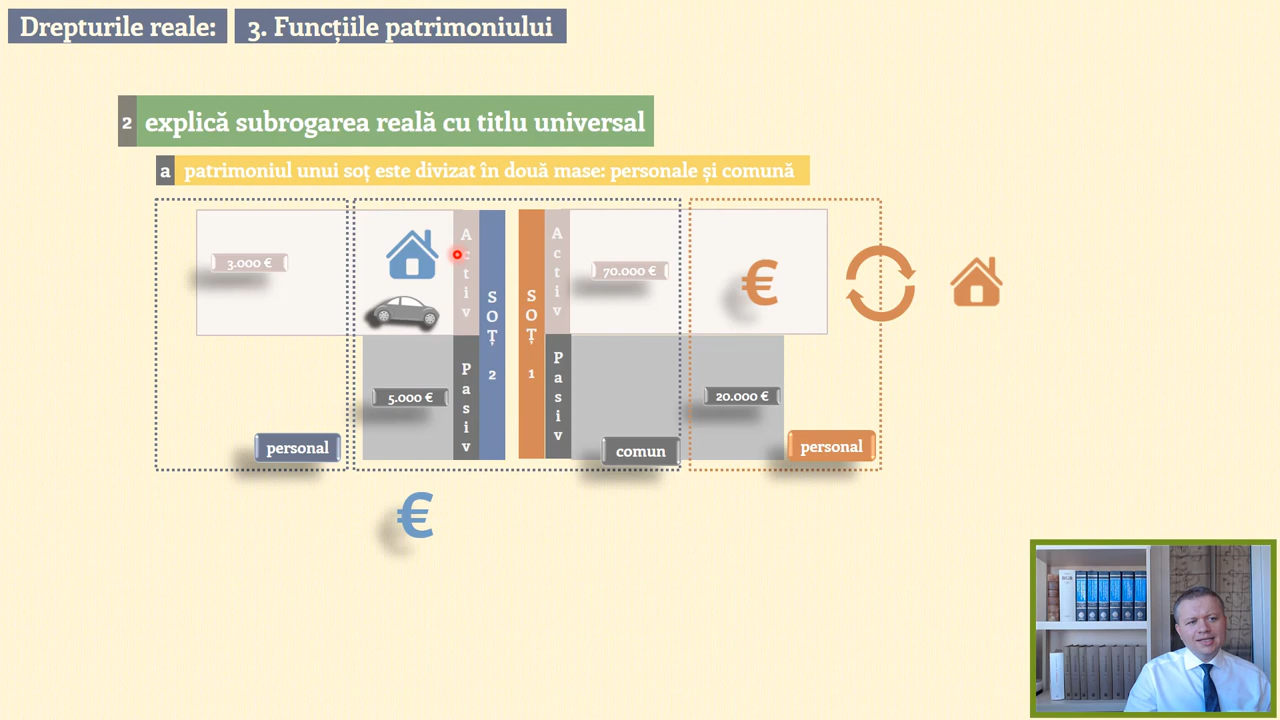 Drepturile reale: 3. Funcțiile patrimoniului
2 explică subrogarea reală cu titlu universal
a patrimoniul unui soț este divizat în două mase: personale și comună
3.000 €
Activ
SOȚ 2
SOȚ 1
Activ
70.000 €
€
5.000 €
Pasiv
Pasiv
20.000 €
personal
comun
personal
€